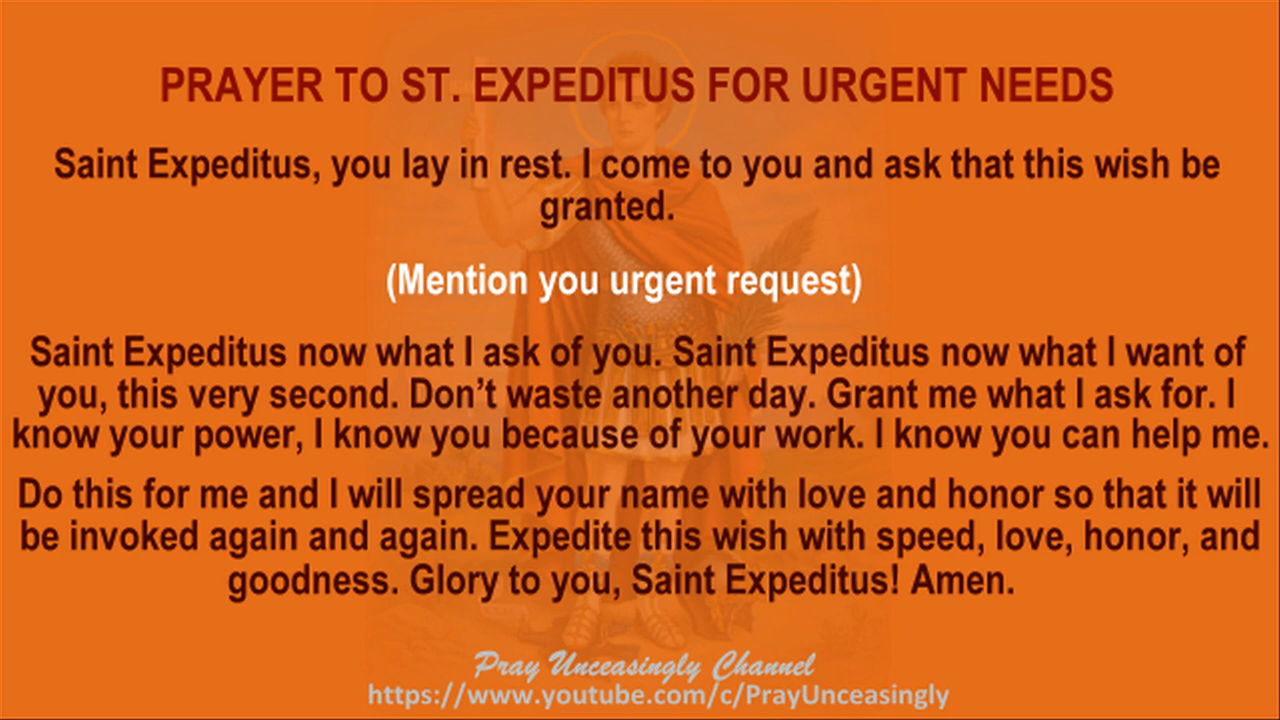 PRAYER TO ST. EXPEDITUS FOR URGENT NEEDS
Saint Expeditus, you lay in rest. I come to you and ask that this wish be
granted.
(Mention you urgent request)
Saint Expeditus now what I ask of you. Saint Expeditus now what I want of
you, this very second. Don’t waste another day. Grant me what I ask for. I
know your power, I know you because of your work. I know you can help me.
Do this for me and I will spread your name with love and honor so that it will
be invoked again and again. Expedite this wish with speed, love, honor, and
goodness. Glory to you, Saint Expeditus! Amen.
Pray Unceasingly Channel
https://www.youtube.com/c/PrayUnceasingly